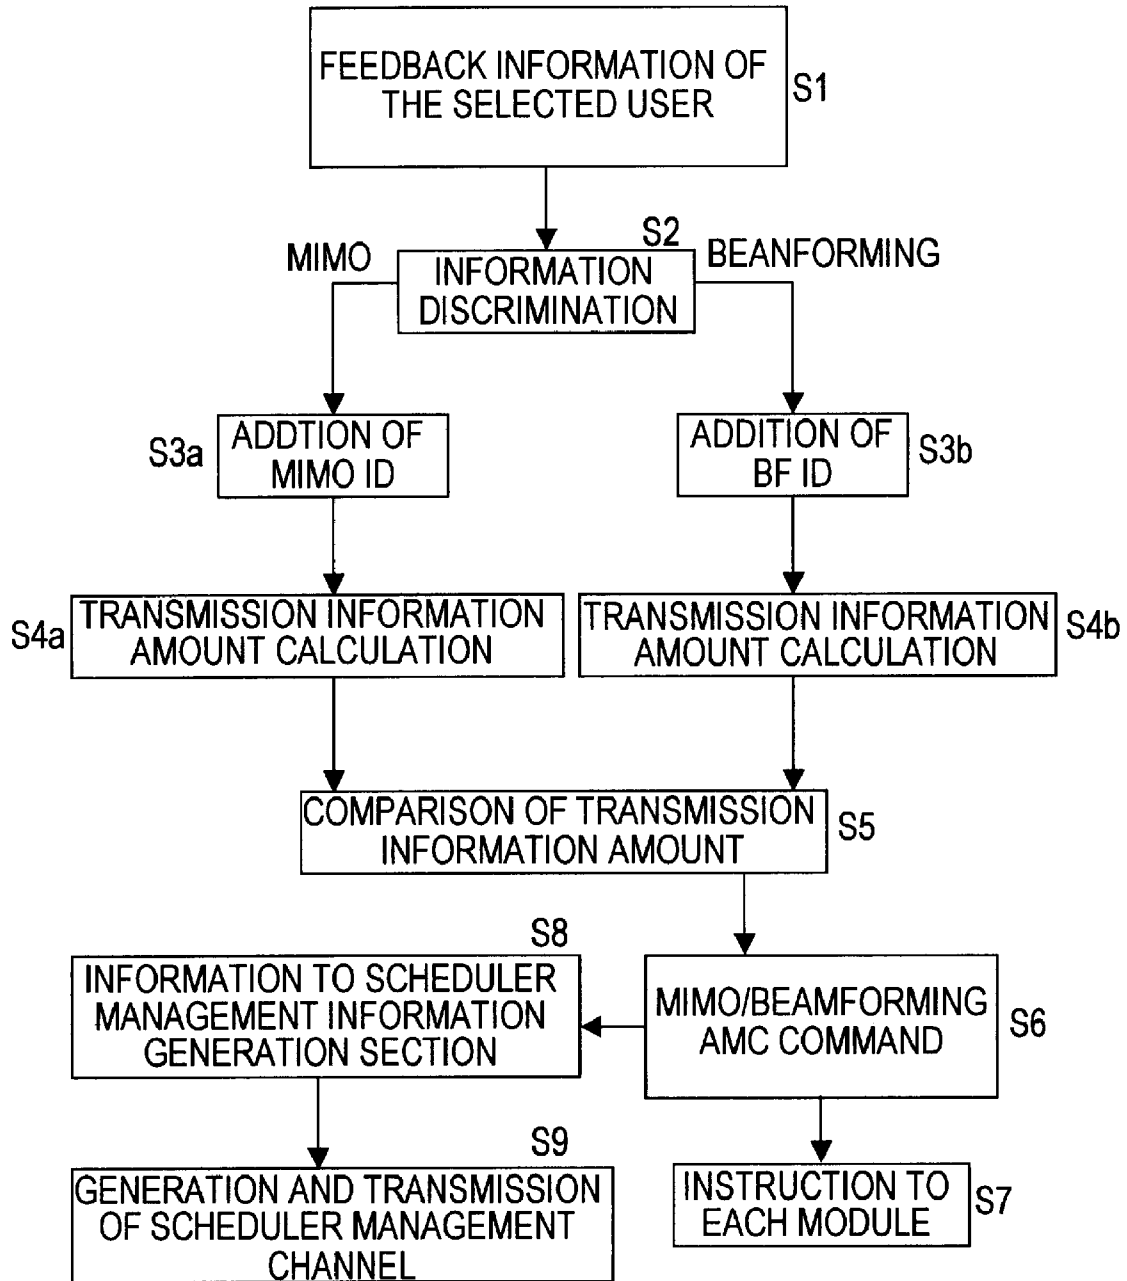 FEEDBACK INFORMATION OF
THE SELECTED USER
S1
S2
MIMO
BEANFORMING
INFORMATION
DISCRIMINATION
S3a
ADDTION OF
MIMO ID
ADDITION OF
BF ID
S3b
S4a
TRANSMISSION INFORMATION
AMOUNT CALCULATION
TRANSMISSION INFORMATION
AMOUNT CALCULATION
S4b
COMPARISON OF TRANSMISSION
INFORMATION AMOUNT
S5
S8
INFORMATION TO SCHEDULER
MANAGEMENT INFORMATION
GENERATION SECTION
MIMO/BEAMFORMING
AMC COMMAND
S6
S9
GENERATION AND TRANSMISSION
OF SCHEDULER MANAGEMENT
CHANNEL
INSTRUCTION TO
EACH MODULE
S7